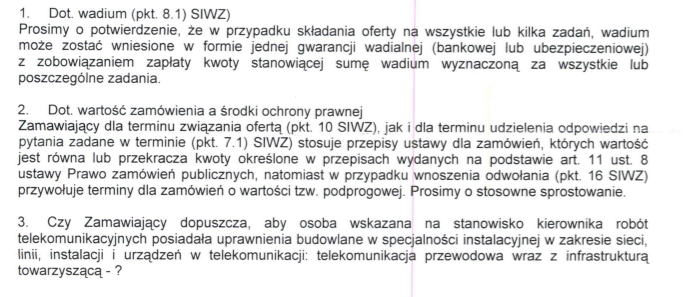 1. Dot. wadium (pkt. 8.1) SIWZ)
Prosimy o potwierdzenie, że w przypadku składania oferty na wszystkie lub kilka zadań, wadium
może zostać wniesione w formie jednej gwarancji wadialnej (bankowej lub ubezpieczeniowej)
z zobowiązaniem zapłaty kwoty stanowiącej sumę wadium wyznaczoną za wszystkie lub
poszczególne zadania.
2. Dot. wartość zamówienia a środki ochrony prawnej
Zamawiający dla terminu związania ofertą (pkt. 10 SIWZ), jak i dla terminu udzielenia odpowiedzi na
pytania zadane w terminie (pkt. 7.1) SIWZ) stosuje przepisy ustawy dla zamówień, których wartość
jest równa lub przekracza kwoty określone w przepisach wydanych na podstawie art. 11 ust. 8
ustawy Prawo zamówień publicznych, natomiast w przypadku wnoszenia odwołania (pkt. 16 SIWZ)
przywołuje terminy dla zamówień o wartości tzw. podprogowej. Prosimy o stosowne sprostowanie.
3. Czy Zamawiający dopuszcza, aby osoba wskazana na stanowisko kierownika robót
telekomunikacyjnych posiadała uprawnienia budowlane w specjalności instalacyjnej w zakresie sieci,
linii, instalacji i urządzeń w telekomunikacji: telekomunikacja przewodowa wraz z infrastrukturą
towarzyszącą - ?